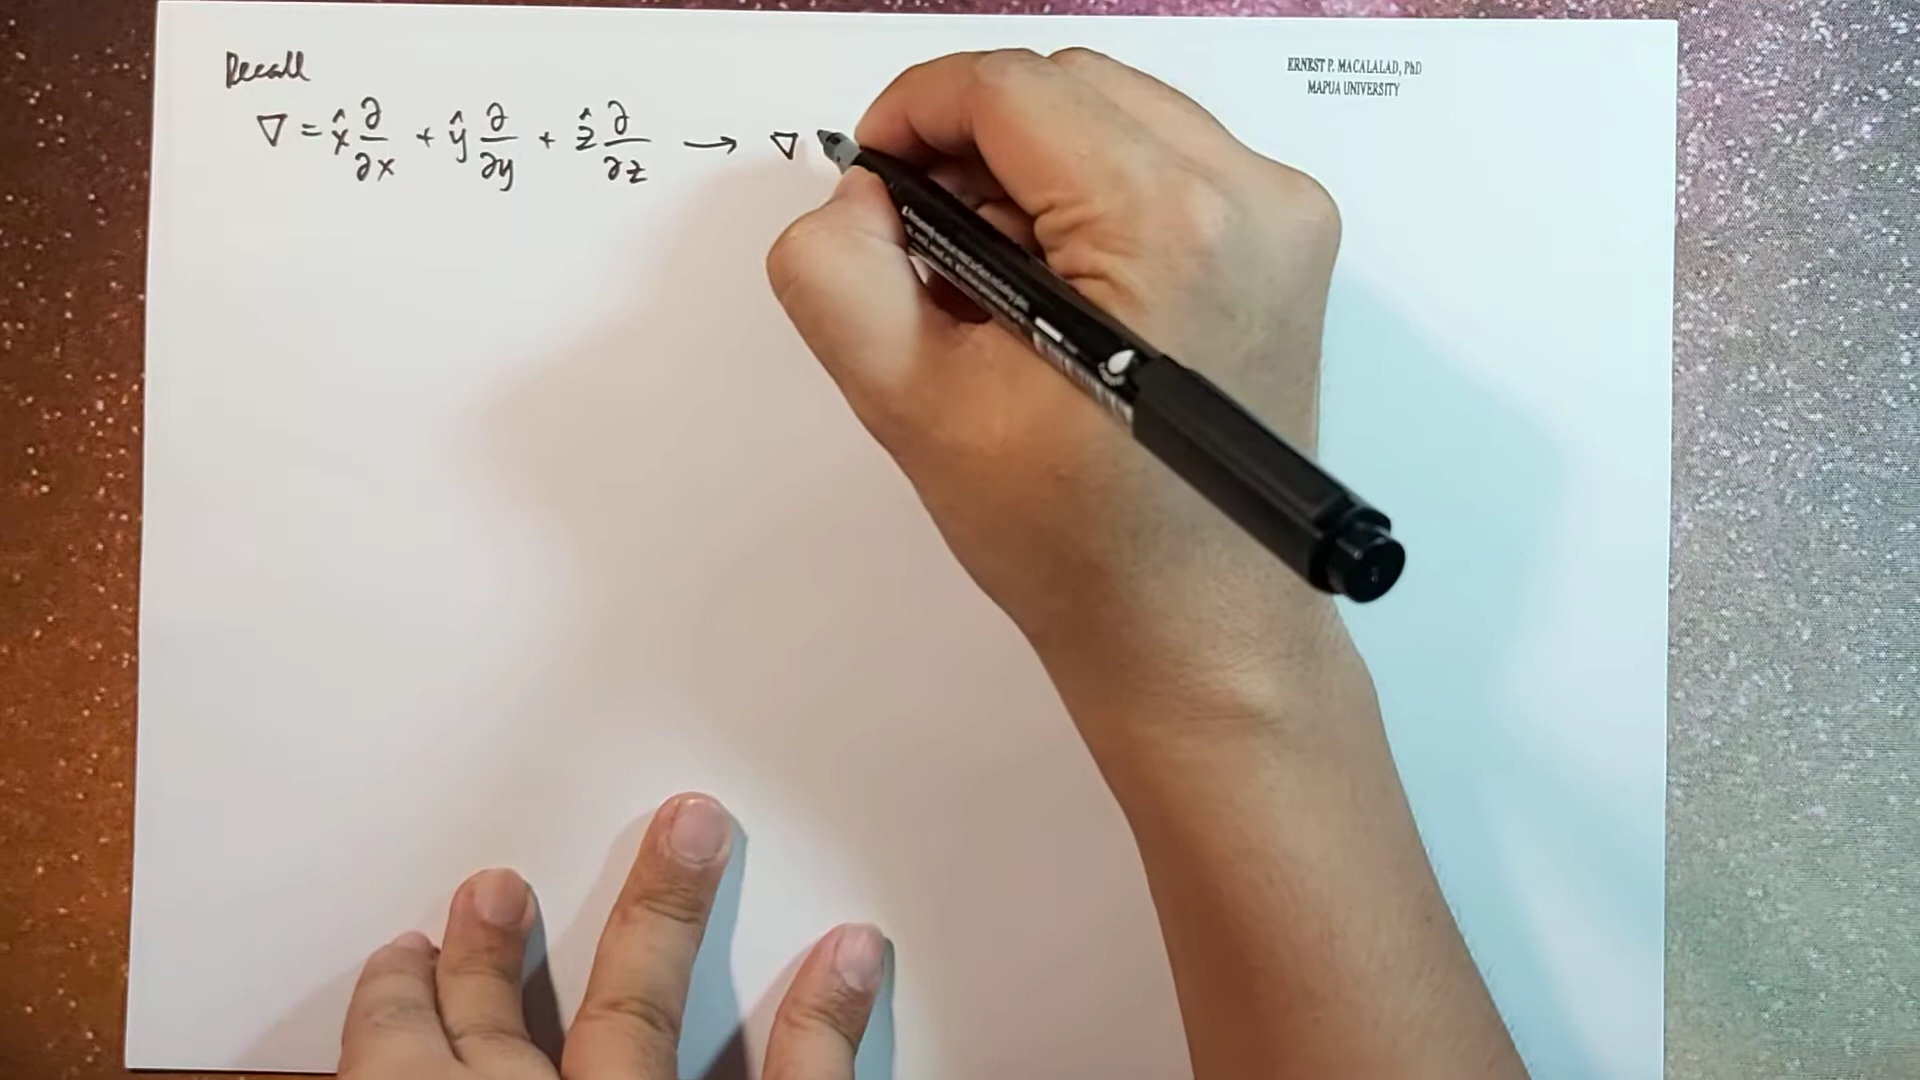 Recall
∇ = x̂ ∂/∂x + ŷ ∂/∂y + ẑ ∂/∂z → ∇
ERNEST P. MACALALAD, PhD
MAPUA UNIVERSITY